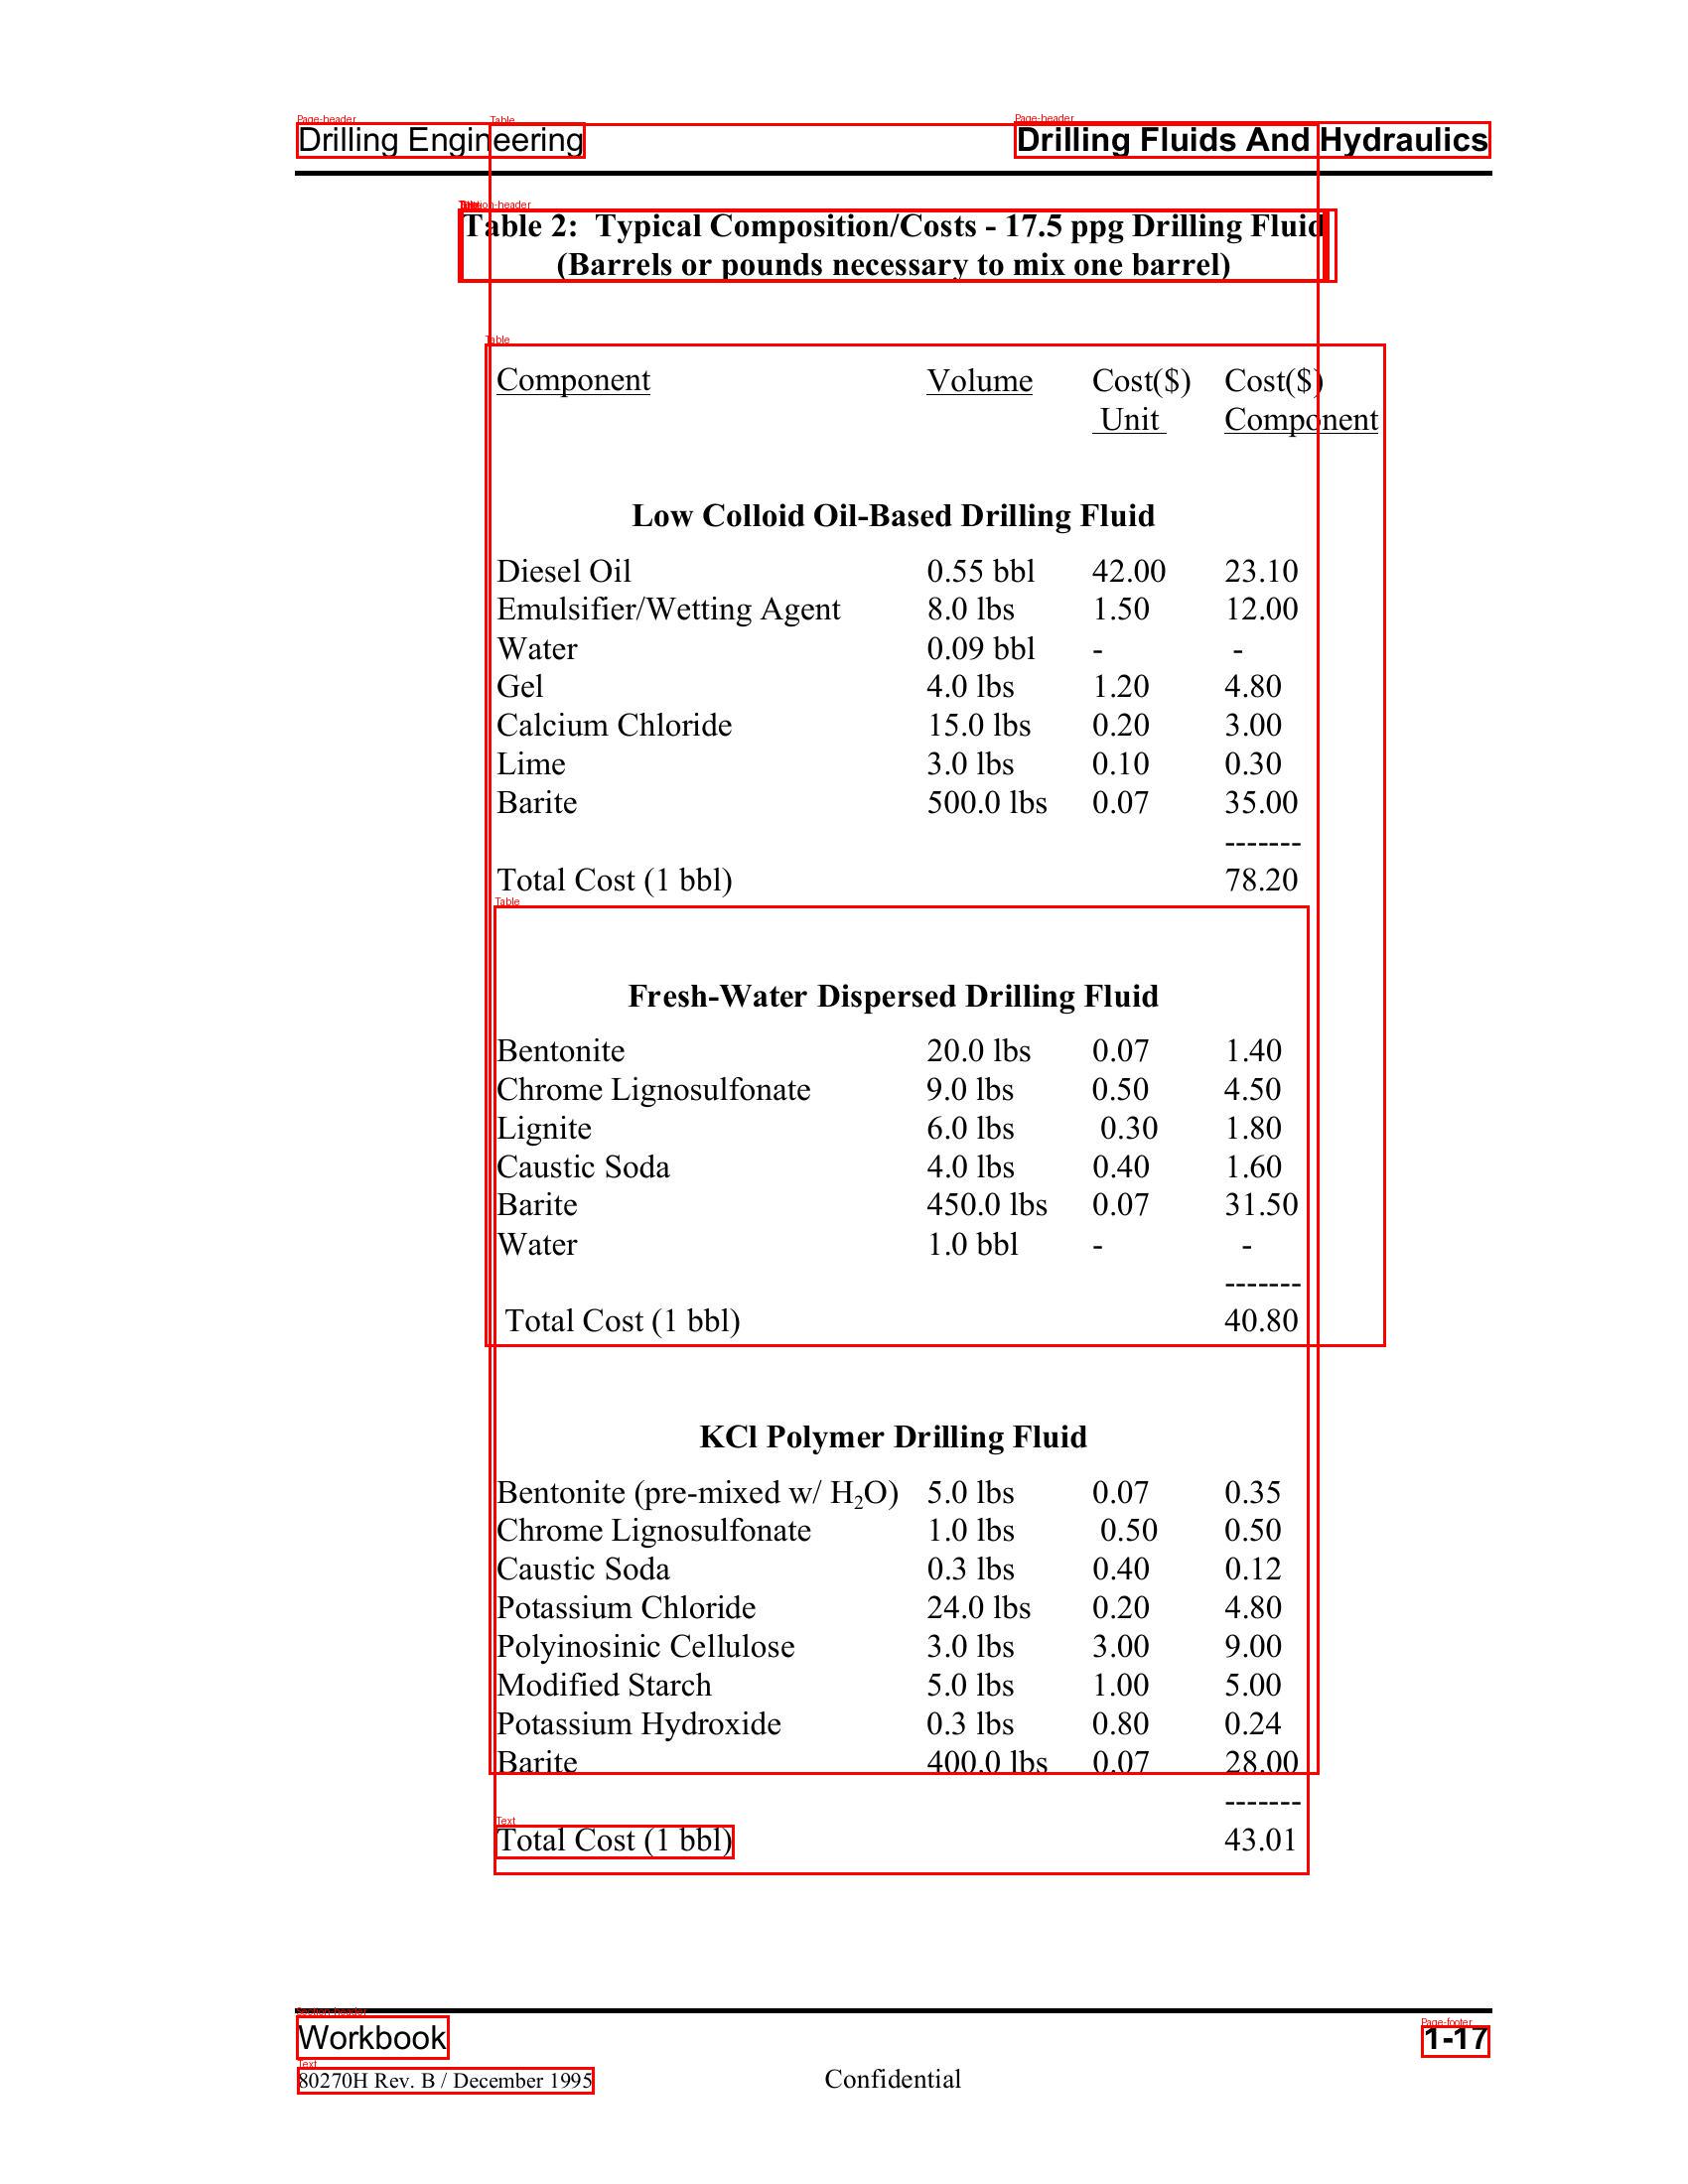 Drilling Engineering Drilling Fluids And Hydraulics
Table 2: Typical Composition/Costs - 17.5 ppg Drilling Fluid
(Barrels or pounds necessary to mix one barrel)
Component Volume Cost($) Cost($)
Unit Component
Low Colloid Oil-Based Drilling Fluid
Diesel Oil 0.55 bbl 42.00 23.10
Emulsifier/Wetting Agent 8.0 lbs 1.50 12.00
Water 0.09 bbl - -
Gel 4.0 lbs 1.20 4.80
Calcium Chloride 15.0 lbs 0.20 3.00
Lime 3.0 lbs 0.10 0.30
Barite 500.0 lbs 0.07 35.00
-------
Total Cost (1 bbl) 78.20
Table
Fresh-Water Dispersed Drilling Fluid
Bentonite 20.0 lbs 0.07 1.40
Chrome Lignosulfonate 9.0 lbs 0.50 4.50
Lignite 6.0 lbs 0.30 1.80
Caustic Soda 4.0 lbs 0.40 1.60
Barite 450.0 lbs 0.07 31.50
Water 1.0 bbl - -
-------
Total Cost (1 bbl) 40.80
KCl Polymer Drilling Fluid
Bentonite (pre-mixed w/ H₂O) 5.0 lbs 0.07 0.35
Chrome Lignosulfonate 1.0 lbs 0.50 0.50
Caustic Soda 0.3 lbs 0.40 0.12
Potassium Chloride 24.0 lbs 0.20 4.80
Polyinosinic Cellulose 3.0 lbs 3.00 9.00
Modified Starch 5.0 lbs 1.00 5.00
Potassium Hydroxide 0.3 lbs 0.80 0.24
Barite 400.0 lbs 0.07 28.00
-------
Text
Total Cost (1 bbl) 43.01
Workbook 1-17
80270H Rev. B / December 1995 Confidential